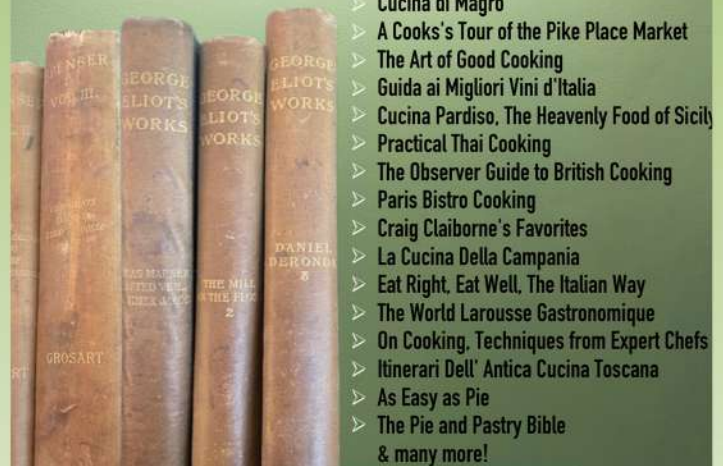 SPENSER
VOL III.
GROSART
GEORGE
ELIOT'S
WORKS
GEORGE
ELIOT'S
WORKS
THE MILL
ON THE FLOSS
2
GEORGE
ELIOT'S
WORKS
DANIEL
DERONDA
3
Cucina di Magro
A Cooks's Tour of the Pike Place Market
The Art of Good Cooking
Guida ai Migliori Vini d'Italia
Cucina Pardiso, The Heavenly Food of Sicily
Practical Thai Cooking
The Observer Guide to British Cooking
Paris Bistro Cooking
Craig Claiborne's Favorites
La Cucina Della Campania
Eat Right, Eat Well, The Italian Way
The World Larousse Gastronomique
On Cooking, Techniques from Expert Chefs
Itinerari Dell' Antica Cucina Toscana
As Easy as Pie
The Pie and Pastry Bible
& many more!